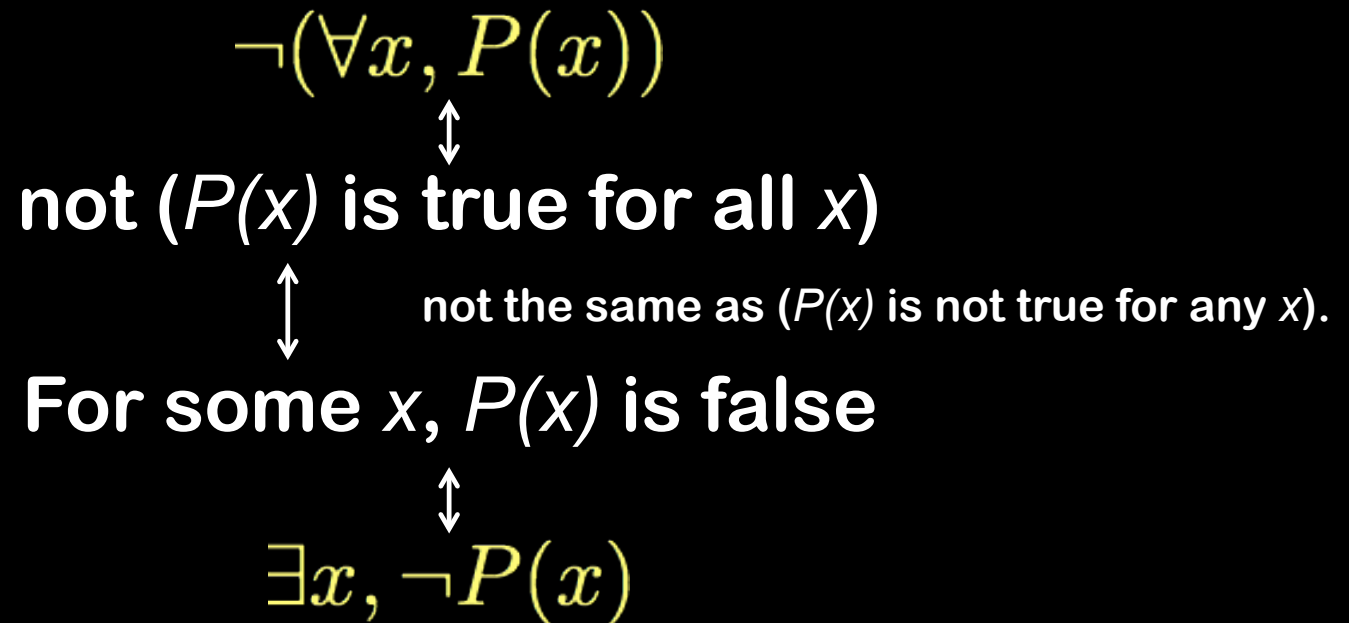 ¬(∀x, P(x))
not (P(x) is true for all x)
not the same as (P(x) is not true for any x).
For some x, P(x) is false
∃x, ¬P(x)